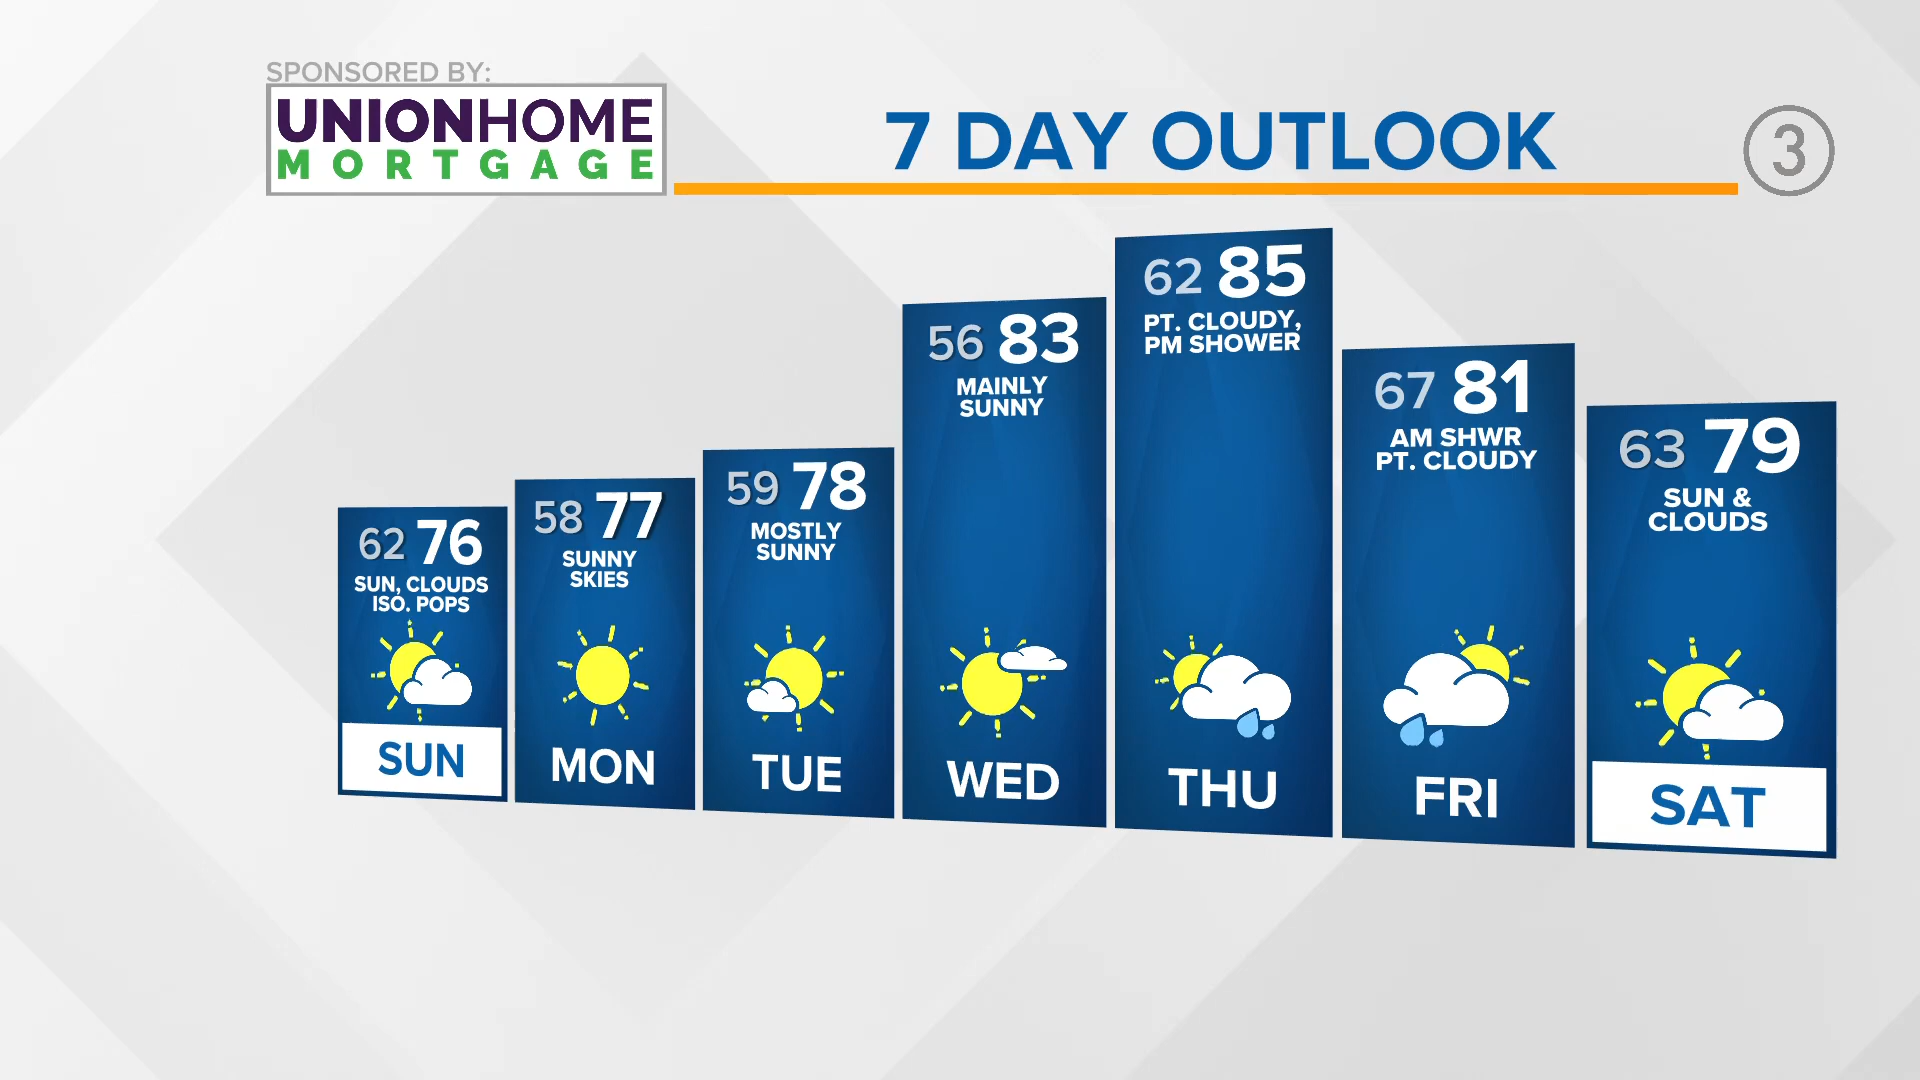 SPONSORED BY:
UNIONHOME
MORTGAGE
7 DAY OUTLOOK
3
62 76
SUN, CLOUDS
ISO. POPS
SUN
58 77
SUNNY
SKIES
MON
59 78
MOSTLY
SUNNY
TUE
56 83
MAINLY
SUNNY
WED
62 85
PT. CLOUDY,
PM SHOWER
THU
67 81
AM SHWR
PT. CLOUDY
FRI
63 79
SUN &
CLOUDS
SAT